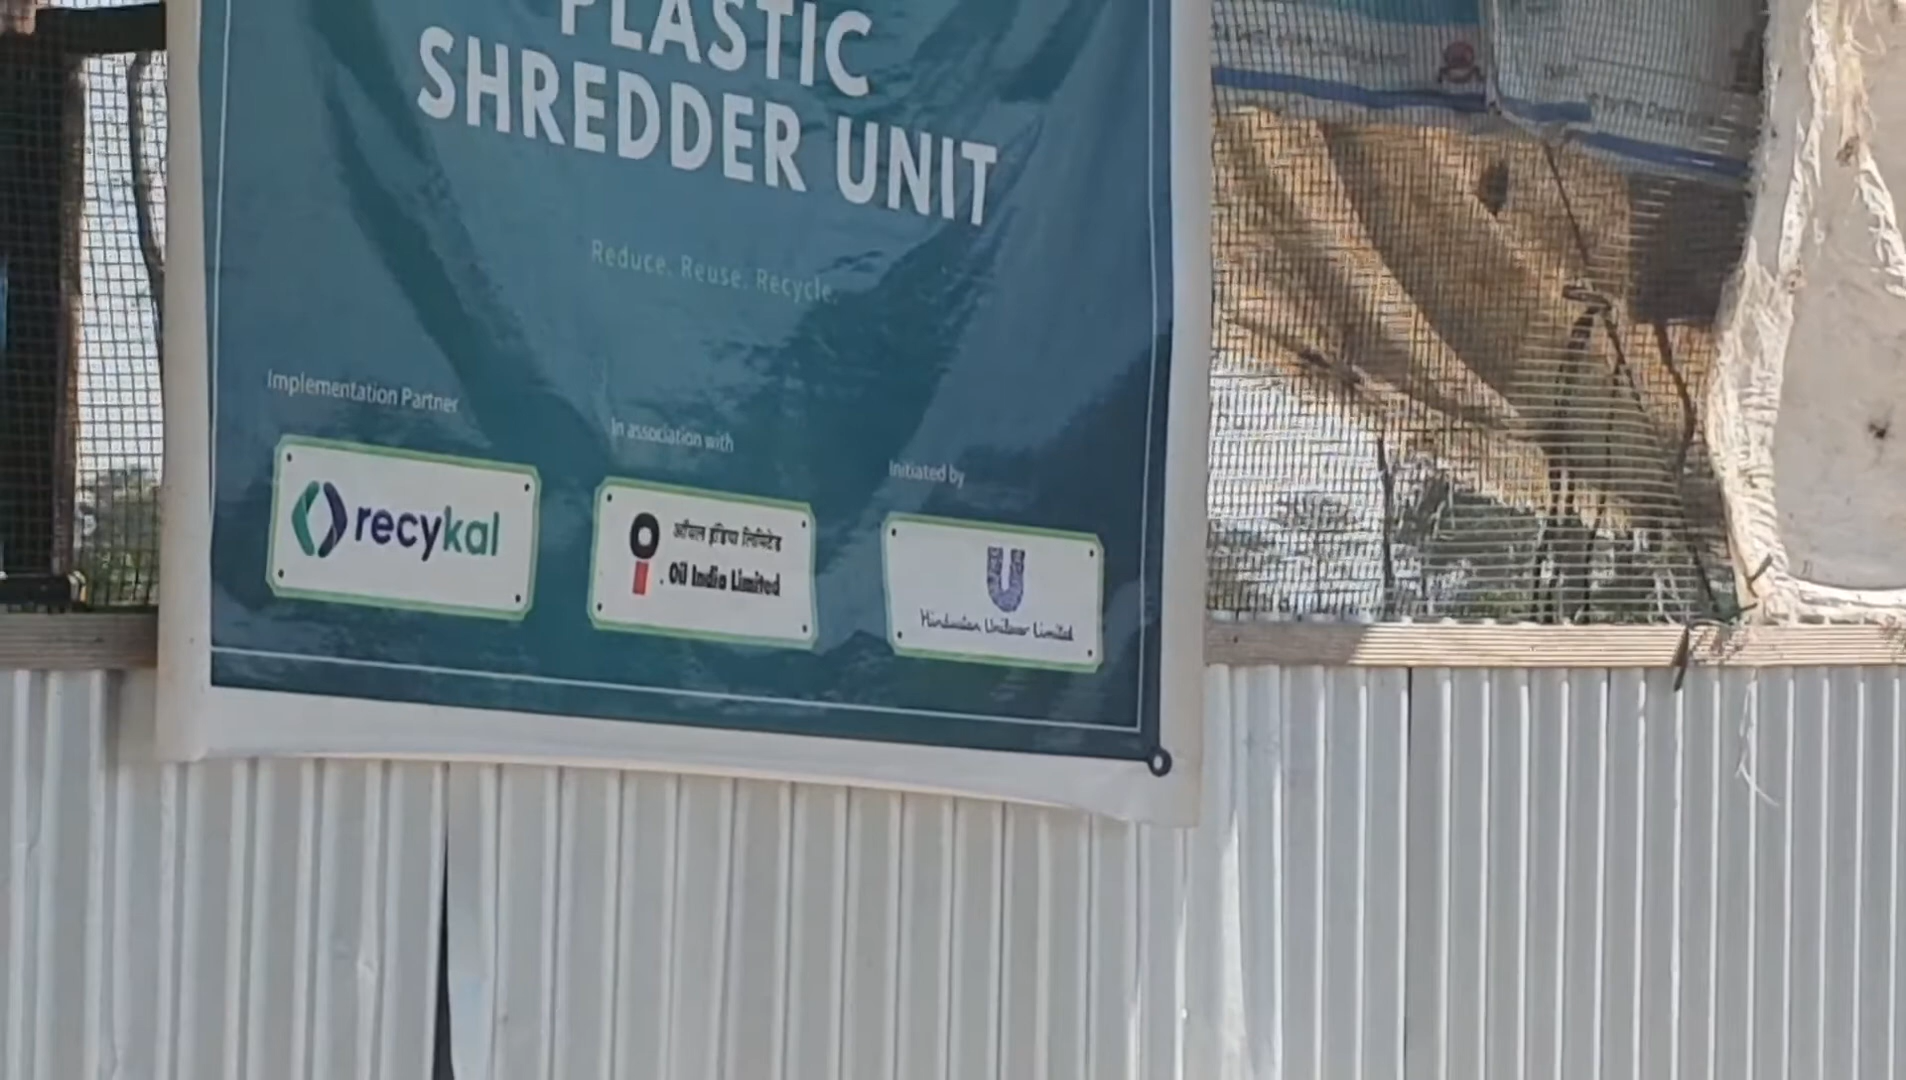 PLASTIC
SHREDDER UNIT
Reduce. Reuse. Recycle.
Implementation Partner
recykal
In association with
ऑयल इंडिया लिमिटेड
Oil India Limited
Initiated by
Hindustan Unilever Limited